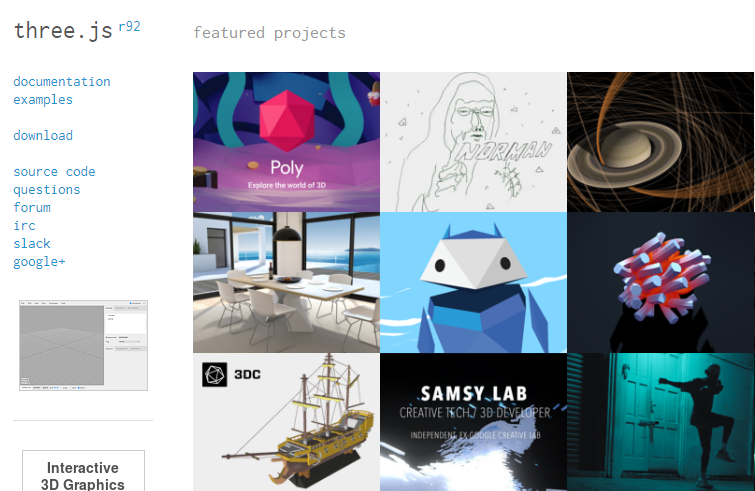 three.js r92
featured projects
documentation
examples
download
source code
questions
forum
irc
slack
google+
Interactive
3D Graphics
Poly
Explore the world of 3D
NORMAN
3DC
SAMSY LAB
CREATIVE TECH / 3D DEVELOPER.
INDEPENDENT, EX-GOOGLE CREATIVE LAB